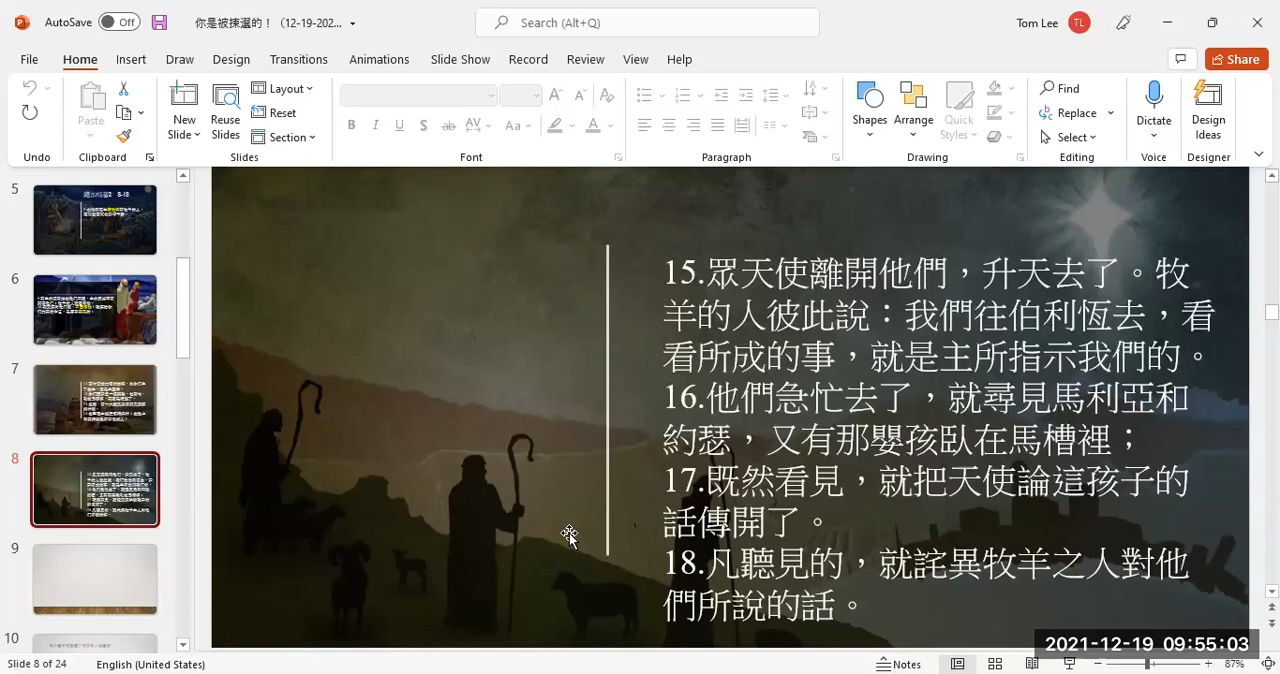 AutoSave Off 你是被揀選的！（12-19-202... Search (Alt+Q) Tom Lee TL
File Home Insert Draw Design Transitions Animations Slide Show Record Review View Help Share
Paste New Slide Reuse Slides Layout Reset Section Shapes Arrange Quick Styles Find Replace Select Dictate Design Ideas
Undo Clipboard Slides Font Paragraph Drawing Editing Voice Designer
5
6
7
8
9
10
15.眾天使離開他們，升天去了。牧
羊的人彼此說：我們往伯利恆去，看
看所成的事，就是主所指示我們的。
16.他們急忙去了，就尋見馬利亞和
約瑟，又有那嬰孩臥在馬槽裡；
17.既然看見，就把天使論這孩子的
話傳開了。
18.凡聽見的，就詫異牧羊之人對他
們所說的話。
2021-12-19 09:55:03
Slide 8 of 24 English (United States) Notes 87%